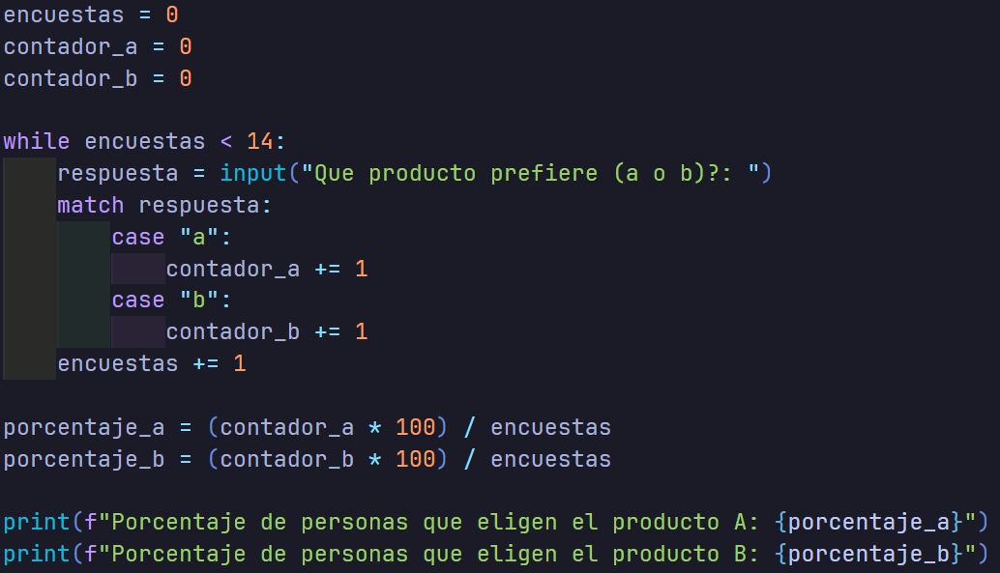 encuestas = 0
contador_a = 0
contador_b = 0
while encuestas < 14:
    respuesta = input("Que producto prefiere (a o b)?: ")
    match respuesta:
        case "a":
            contador_a += 1
        case "b":
            contador_b += 1
    encuestas += 1
porcentaje_a = (contador_a * 100) / encuestas
porcentaje_b = (contador_b * 100) / encuestas
print(f"Porcentaje de personas que eligen el producto A: {porcentaje_a}")
print(f"Porcentaje de personas que eligen el producto B: {porcentaje_b}")